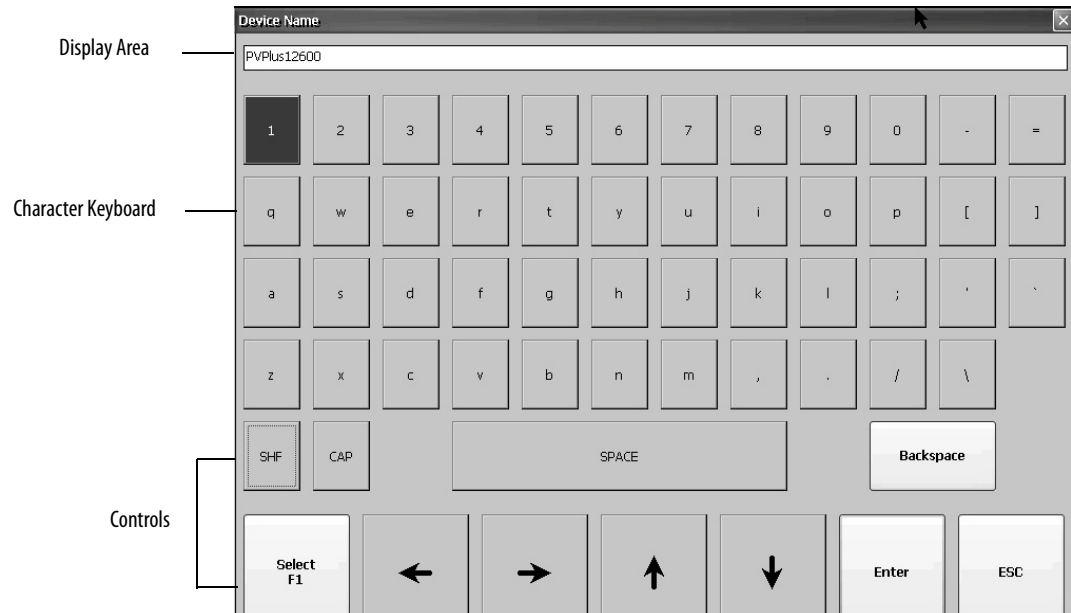 Device Name
Display Area
PVPlus12600
1 2 3 4 5 6 7 8 9 0 - =
Character Keyboard
q w e r t y u i o p [ ]
a s d f g h j k l ; ' `
z x c v b n m , . / \
SHF CAP SPACE Backspace
Controls
Select
F1
Enter
ESC